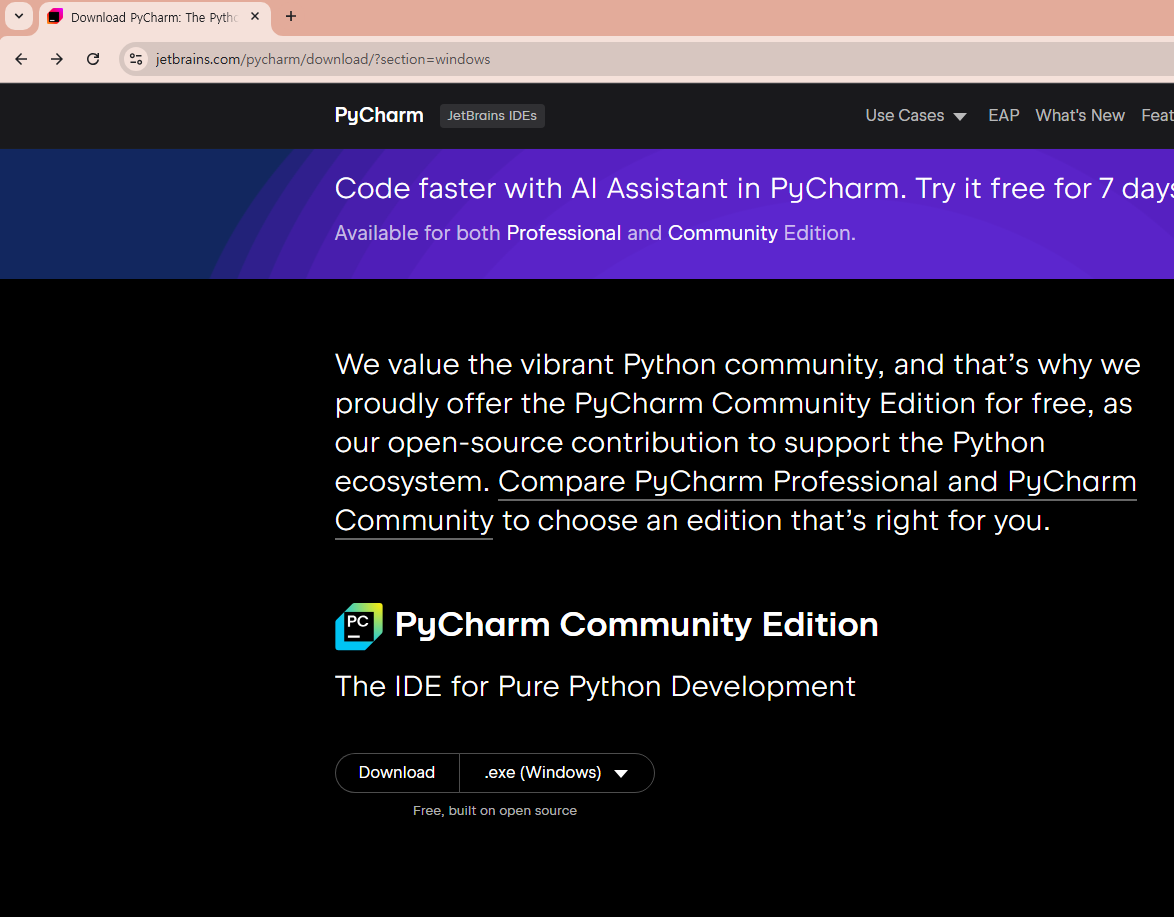 Download PyCharm: The Pytho
jetbrains.com/pycharm/download/?section=windows
PyCharm JetBrains IDEs Use Cases EAP What's New Feat
Code faster with AI Assistant in PyCharm. Try it free for 7 days
Available for both Professional and Community Edition.
We value the vibrant Python community, and that’s why we
proudly offer the PyCharm Community Edition for free, as
our open-source contribution to support the Python
ecosystem. Compare PyCharm Professional and PyCharm
Community to choose an edition that’s right for you.
PC PyCharm Community Edition
The IDE for Pure Python Development
Download .exe (Windows)
Free, built on open source